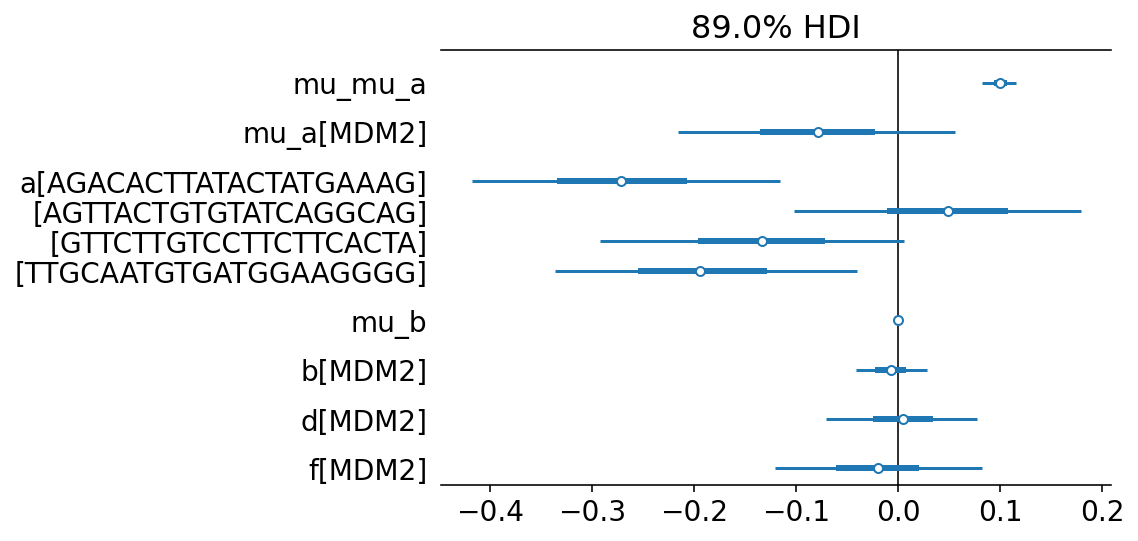 89.0% HDI
mu_mu_a
mu_a[MDM2]
a[AGACACTTATACTATGAAAG]
[AGTTACTGTGTATCAGGCAG]
[GTTCTTGTCCTTCTTCACTA]
[TTGCAATGTGATGGAAGGGG]
mu_b
b[MDM2]
d[MDM2]
f[MDM2]
−0.4 −0.3 −0.2 −0.1 0.0 0.1 0.2